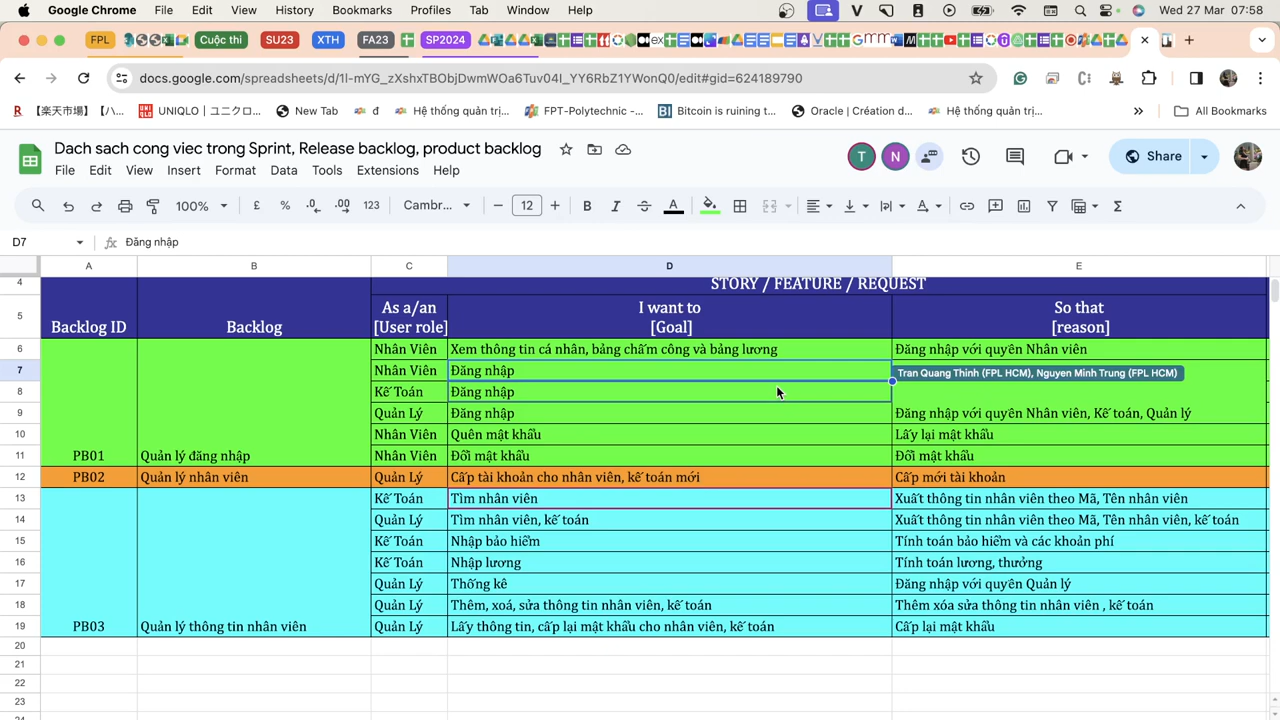 Google Chrome File Edit View History Bookmarks Profiles Tab Window Help Wed 27 Mar 07:58
FPL Cuộc thi SU23 XTH FA23 SP2024
docs.google.com/spreadsheets/d/1l-mYG_zXshxTBObjDwmWOa6Tuv04I_YY6RbZ1YWonQ0/edit#gid=624189790
【楽天市場】【ハ... UNIQLO｜ユニクロ... New Tab đ Hệ thống quản trị... FPT-Polytechnic -... Bitcoin is ruining t... Oracle | Création d... Hệ thống quản trị... » All Bookmarks
Dach sach cong viec trong Sprint, Release backlog, product backlog
T N Share
File Edit View Insert Format Data Tools Extensions Help
100% £ % .0 .00 123 Cambr... 12 B I A
D7 fx Đăng nhập
A B C D E
4 STORY / FEATURE / REQUEST
5 Backlog ID Backlog As a/an [User role] I want to [Goal] So that [reason]
6 Nhân Viên Xem thông tin cá nhân, bảng chấm công và bảng lương Đăng nhập với quyền Nhân viên
7 Nhân Viên Đăng nhập Tran Quang Thinh (FPL HCM), Nguyen Minh Trung (FPL HCM)
8 Kế Toán Đăng nhập
9 Quản Lý Đăng nhập Đăng nhập với quyền Nhân viên, Kế toán, Quản lý
10 Nhân Viên Quên mật khẩu Lấy lại mật khẩu
11 PB01 Quản lý đăng nhập Nhân Viên Đổi mật khẩu Đổi mật khẩu
12 PB02 Quản lý nhân viên Quản Lý Cấp tài khoản cho nhân viên, kế toán mới Cấp mới tài khoản
13 Kế Toán Tìm nhân viên Xuất thông tin nhân viên theo Mã, Tên nhân viên
14 Quản Lý Tìm nhân viên, kế toán Xuất thông tin nhân viên theo Mã, Tên nhân viên, kế toán
15 Kế Toán Nhập bảo hiểm Tính toán bảo hiểm và các khoản phí
16 Kế Toán Nhập lương Tính toán lương, thưởng
17 Quản Lý Thống kê Đăng nhập với quyền Quản lý
18 Quản Lý Thêm, xoá, sửa thông tin nhân viên, kế toán Thêm xóa sửa thông tin nhân viên , kế toán
19 PB03 Quản lý thông tin nhân viên Quản Lý Lấy thông tin, cấp lại mật khẩu cho nhân viên, kế toán Cấp lại mật khẩu
20
21
22
23